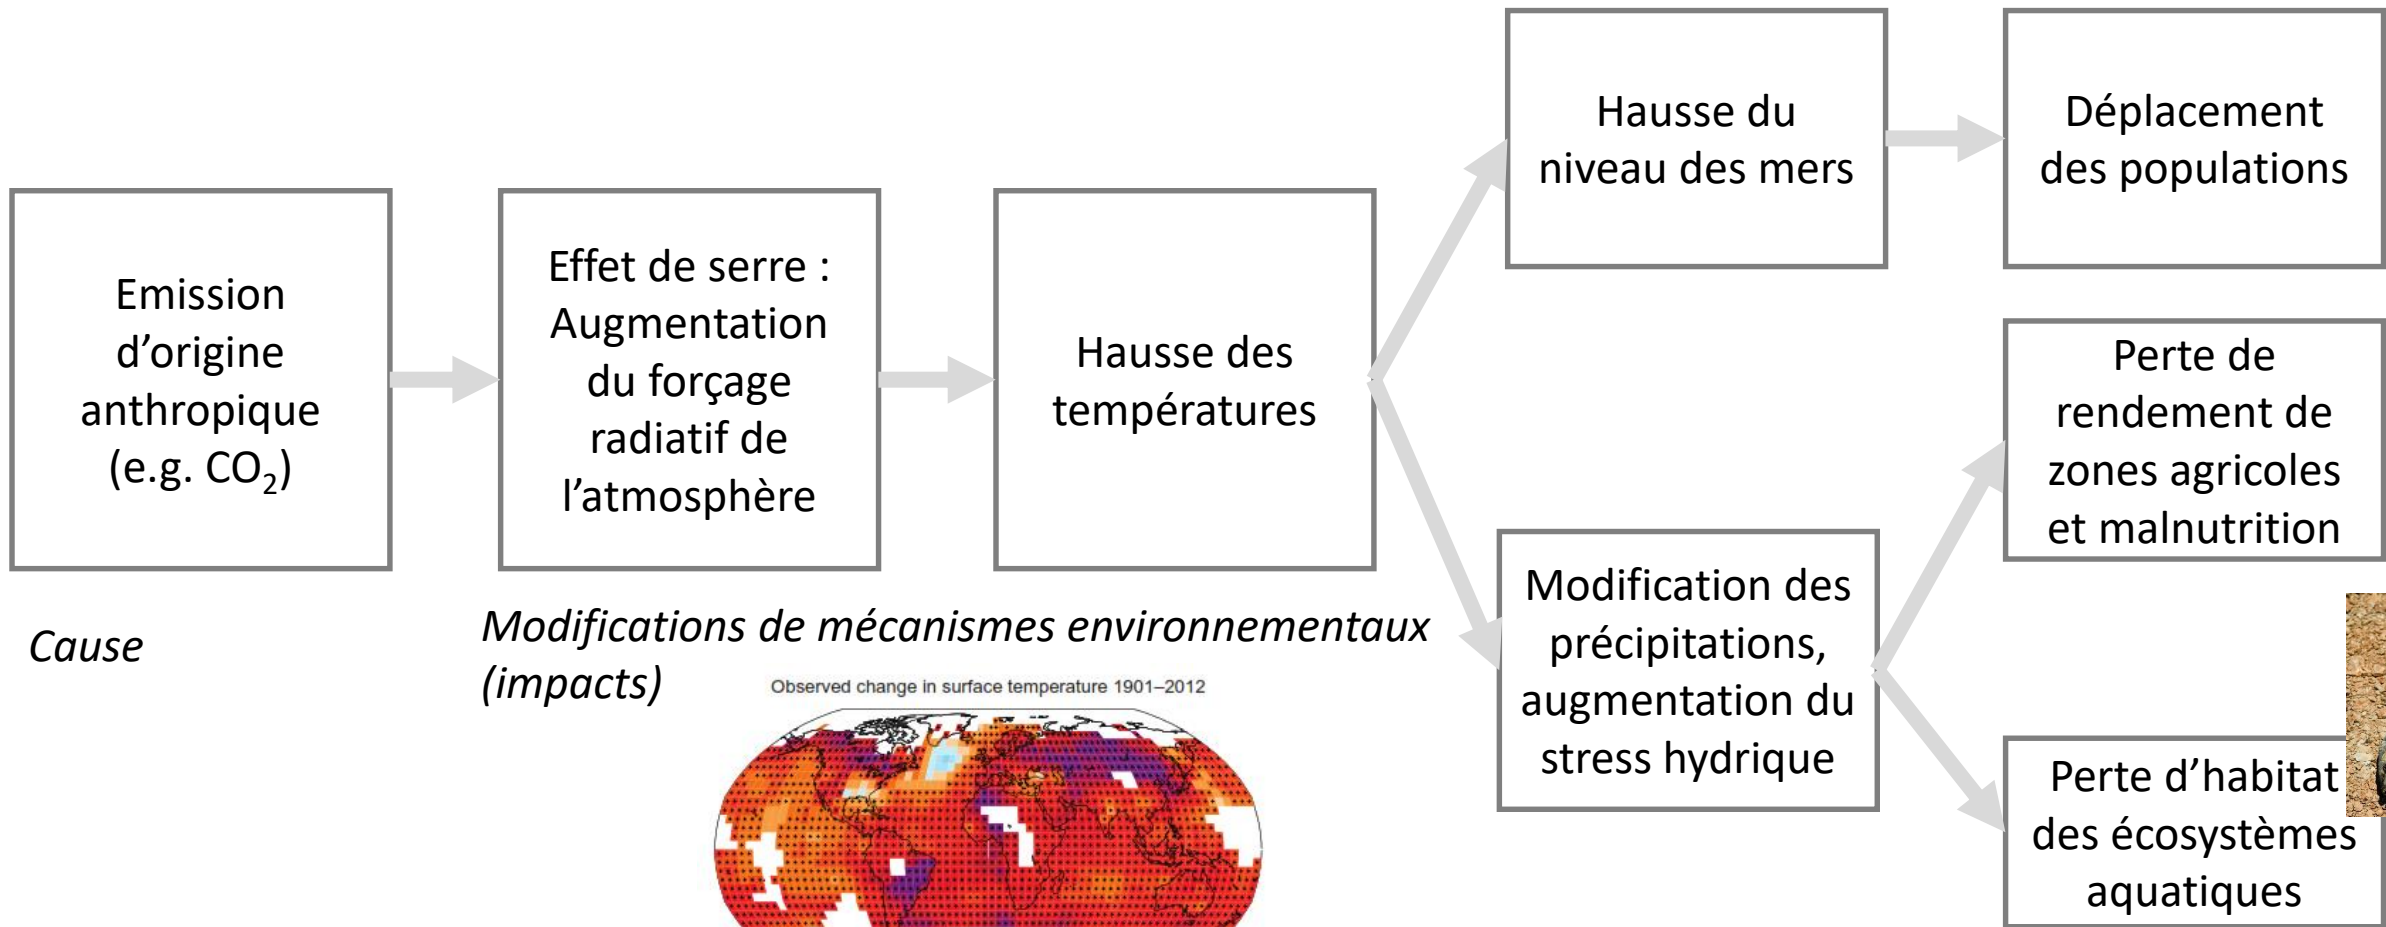 Emission
d’origine
anthropique
(e.g. CO₂)
Effet de serre :
Augmentation
du forçage
radiatif de
l’atmosphère
Hausse des
températures
Hausse du
niveau des mers
Déplacement
des populations
Perte de
rendement de
zones agricoles
et malnutrition
Modification des
précipitations,
augmentation du
stress hydrique
Perte d’habitat
des écosystèmes
aquatiques
Cause
Modifications de mécanismes environnementaux
(impacts)
Observed change in surface temperature 1901–2012